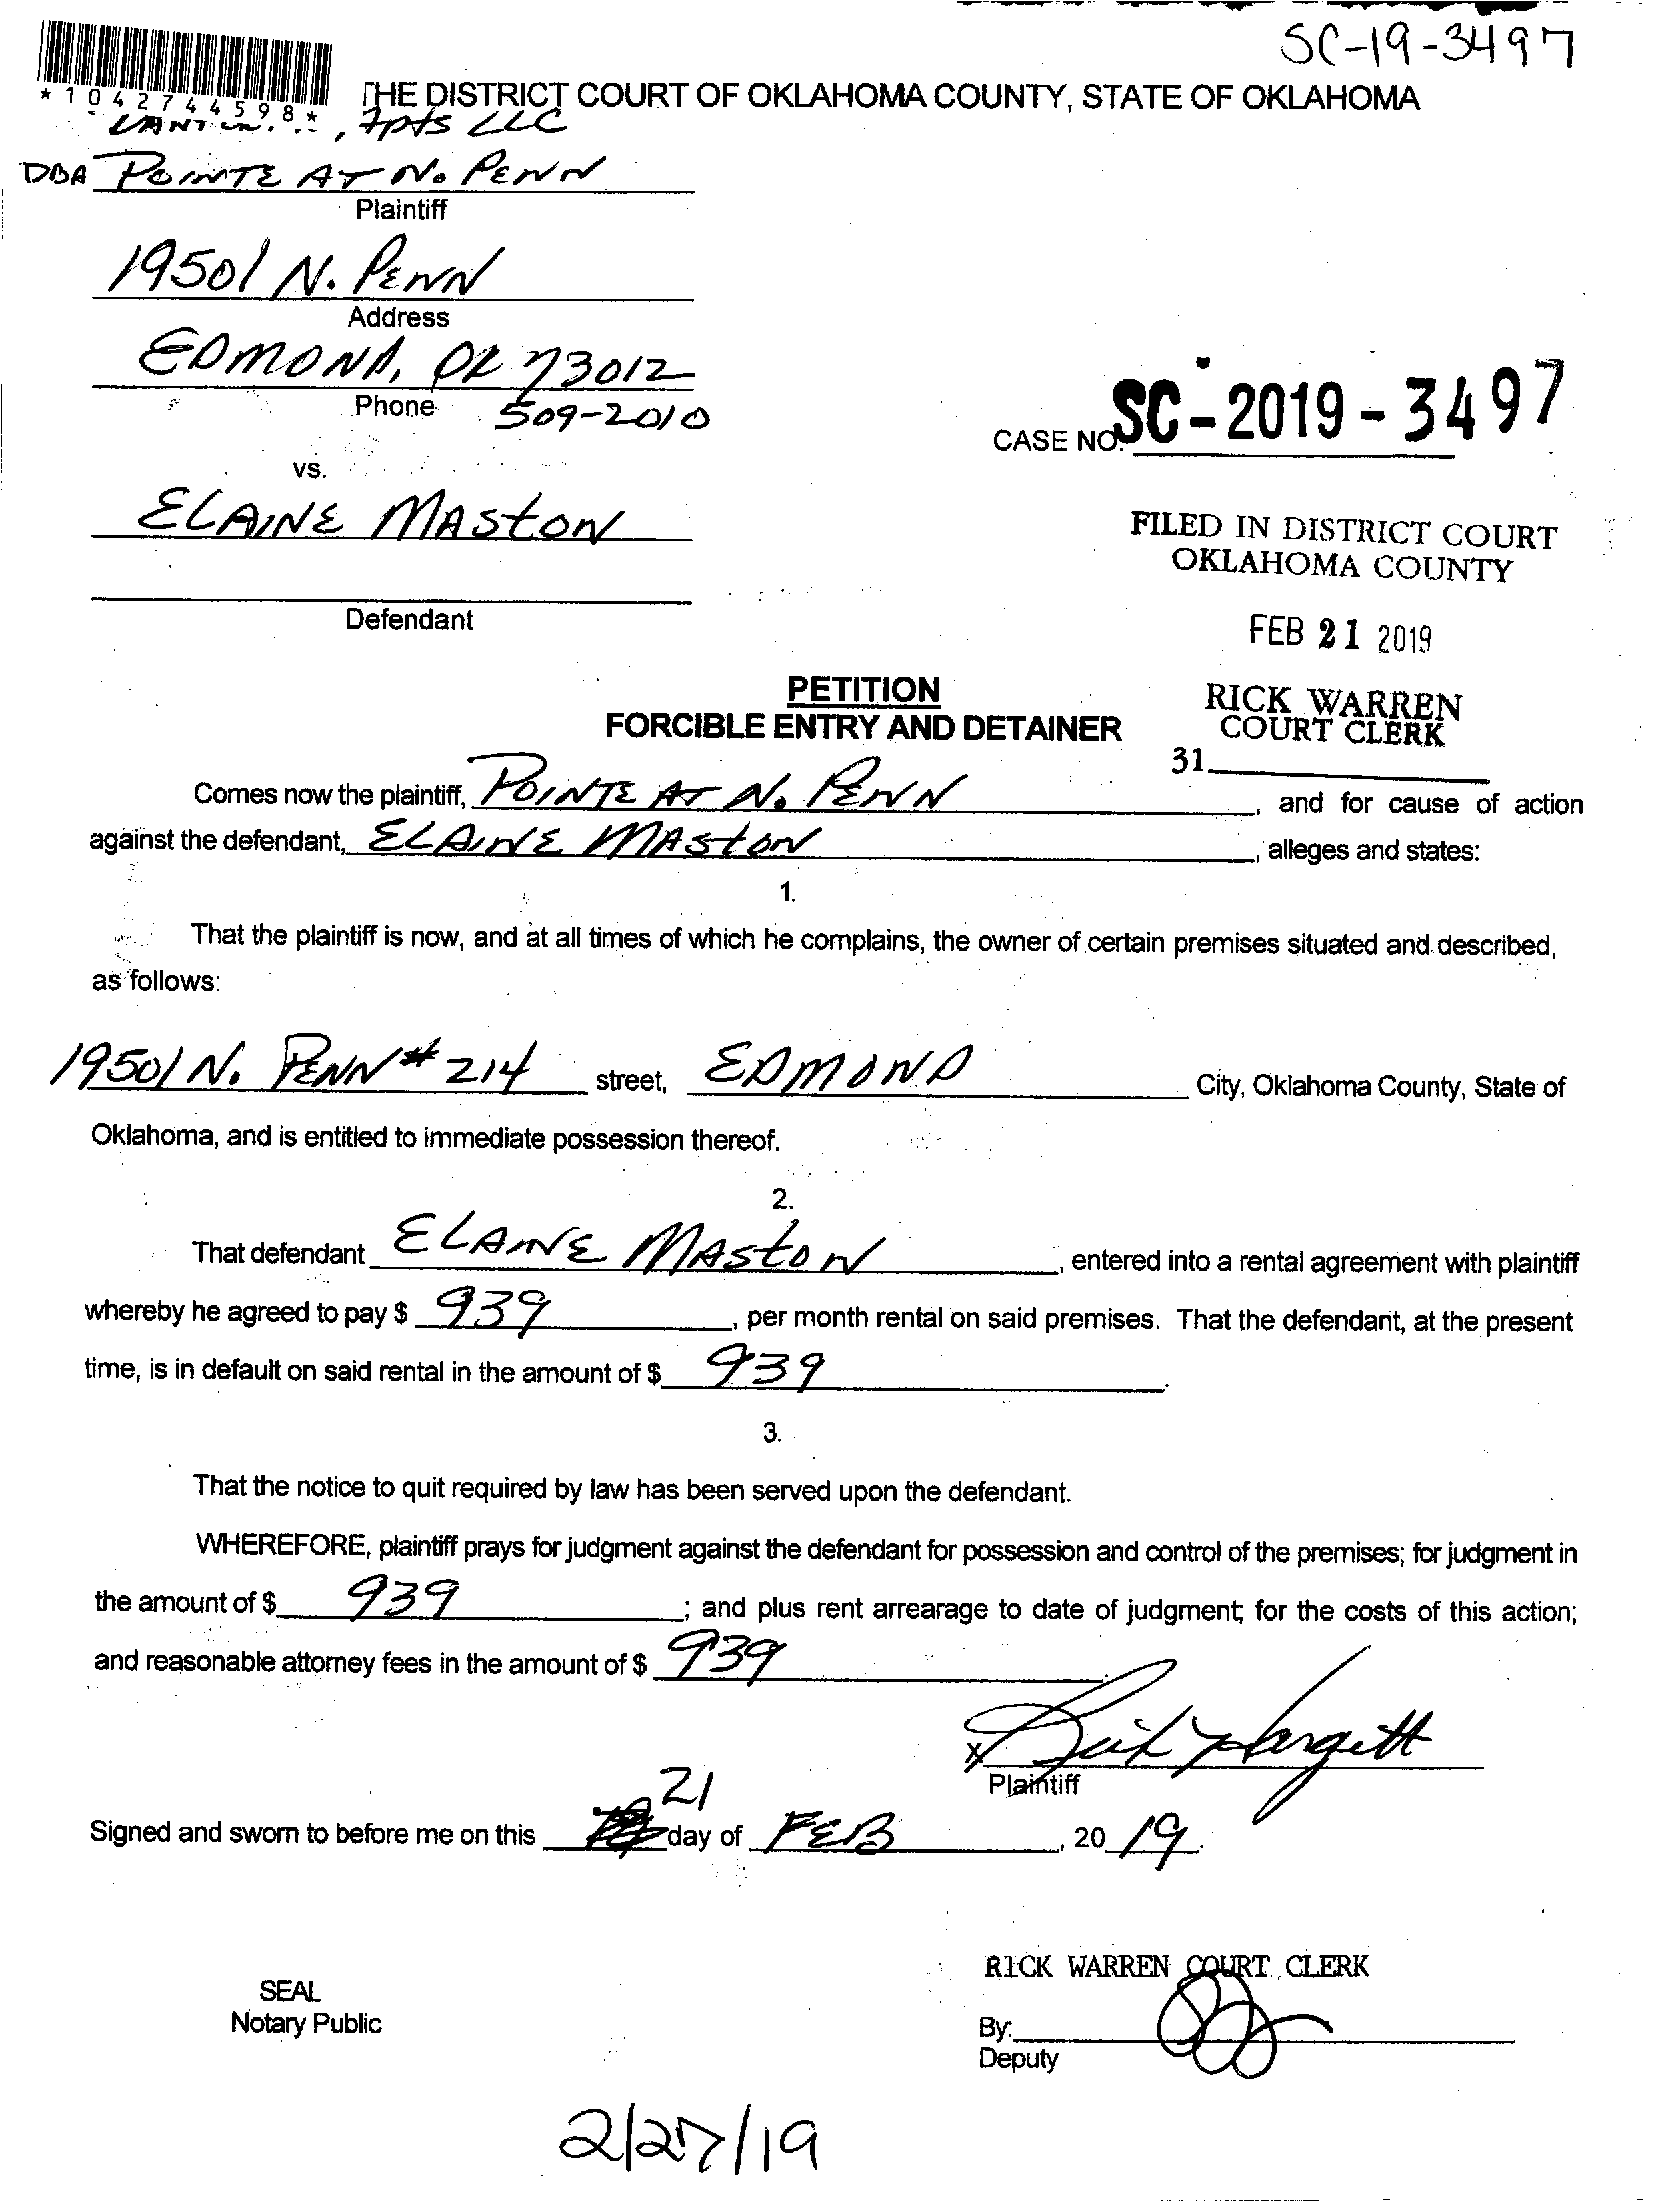 SC-19-3497
*1042744598*
THE DISTRICT COURT OF OKLAHOMA COUNTY, STATE OF OKLAHOMA
, Apts LLC
DBA POINTE AT N. PENN
Plaintiff
19501 N. PENN
Address
EDMOND, OK 73012
Phone 509-2010
CASE NO. SC-2019-3497
vs.
ELAINE MASTON
FILED IN DISTRICT COURT
OKLAHOMA COUNTY
Defendant
FEB 21 2019
PETITION
RICK WARREN
FORCIBLE ENTRY AND DETAINER
COURT CLERK
31
Comes now the plaintiff, POINTE AT N. PENN, and for cause of action
against the defendant, ELAINE MASTON, alleges and states:
1.
That the plaintiff is now, and at all times of which he complains, the owner of certain premises situated and described,
as follows:
19501 N. PENN # 214 street, EDMOND City, Oklahoma County, State of
Oklahoma, and is entitled to immediate possession thereof.
2.
That defendant ELAINE MASTON, entered into a rental agreement with plaintiff
whereby he agreed to pay $ 939, per month rental on said premises. That the defendant, at the present
time, is in default on said rental in the amount of $ 939.
3.
That the notice to quit required by law has been served upon the defendant.
WHEREFORE, plaintiff prays for judgment against the defendant for possession and control of the premises; for judgment in
the amount of $ 939; and plus rent arrearage to date of judgment; for the costs of this action;
and reasonable attorney fees in the amount of $ 939
x Hargett
Plaintiff
Signed and sworn to before me on this 21 day of FEB, 20 19.
RICK WARREN COURT CLERK
SEAL
Notary Public
By:
Deputy
2/27/19